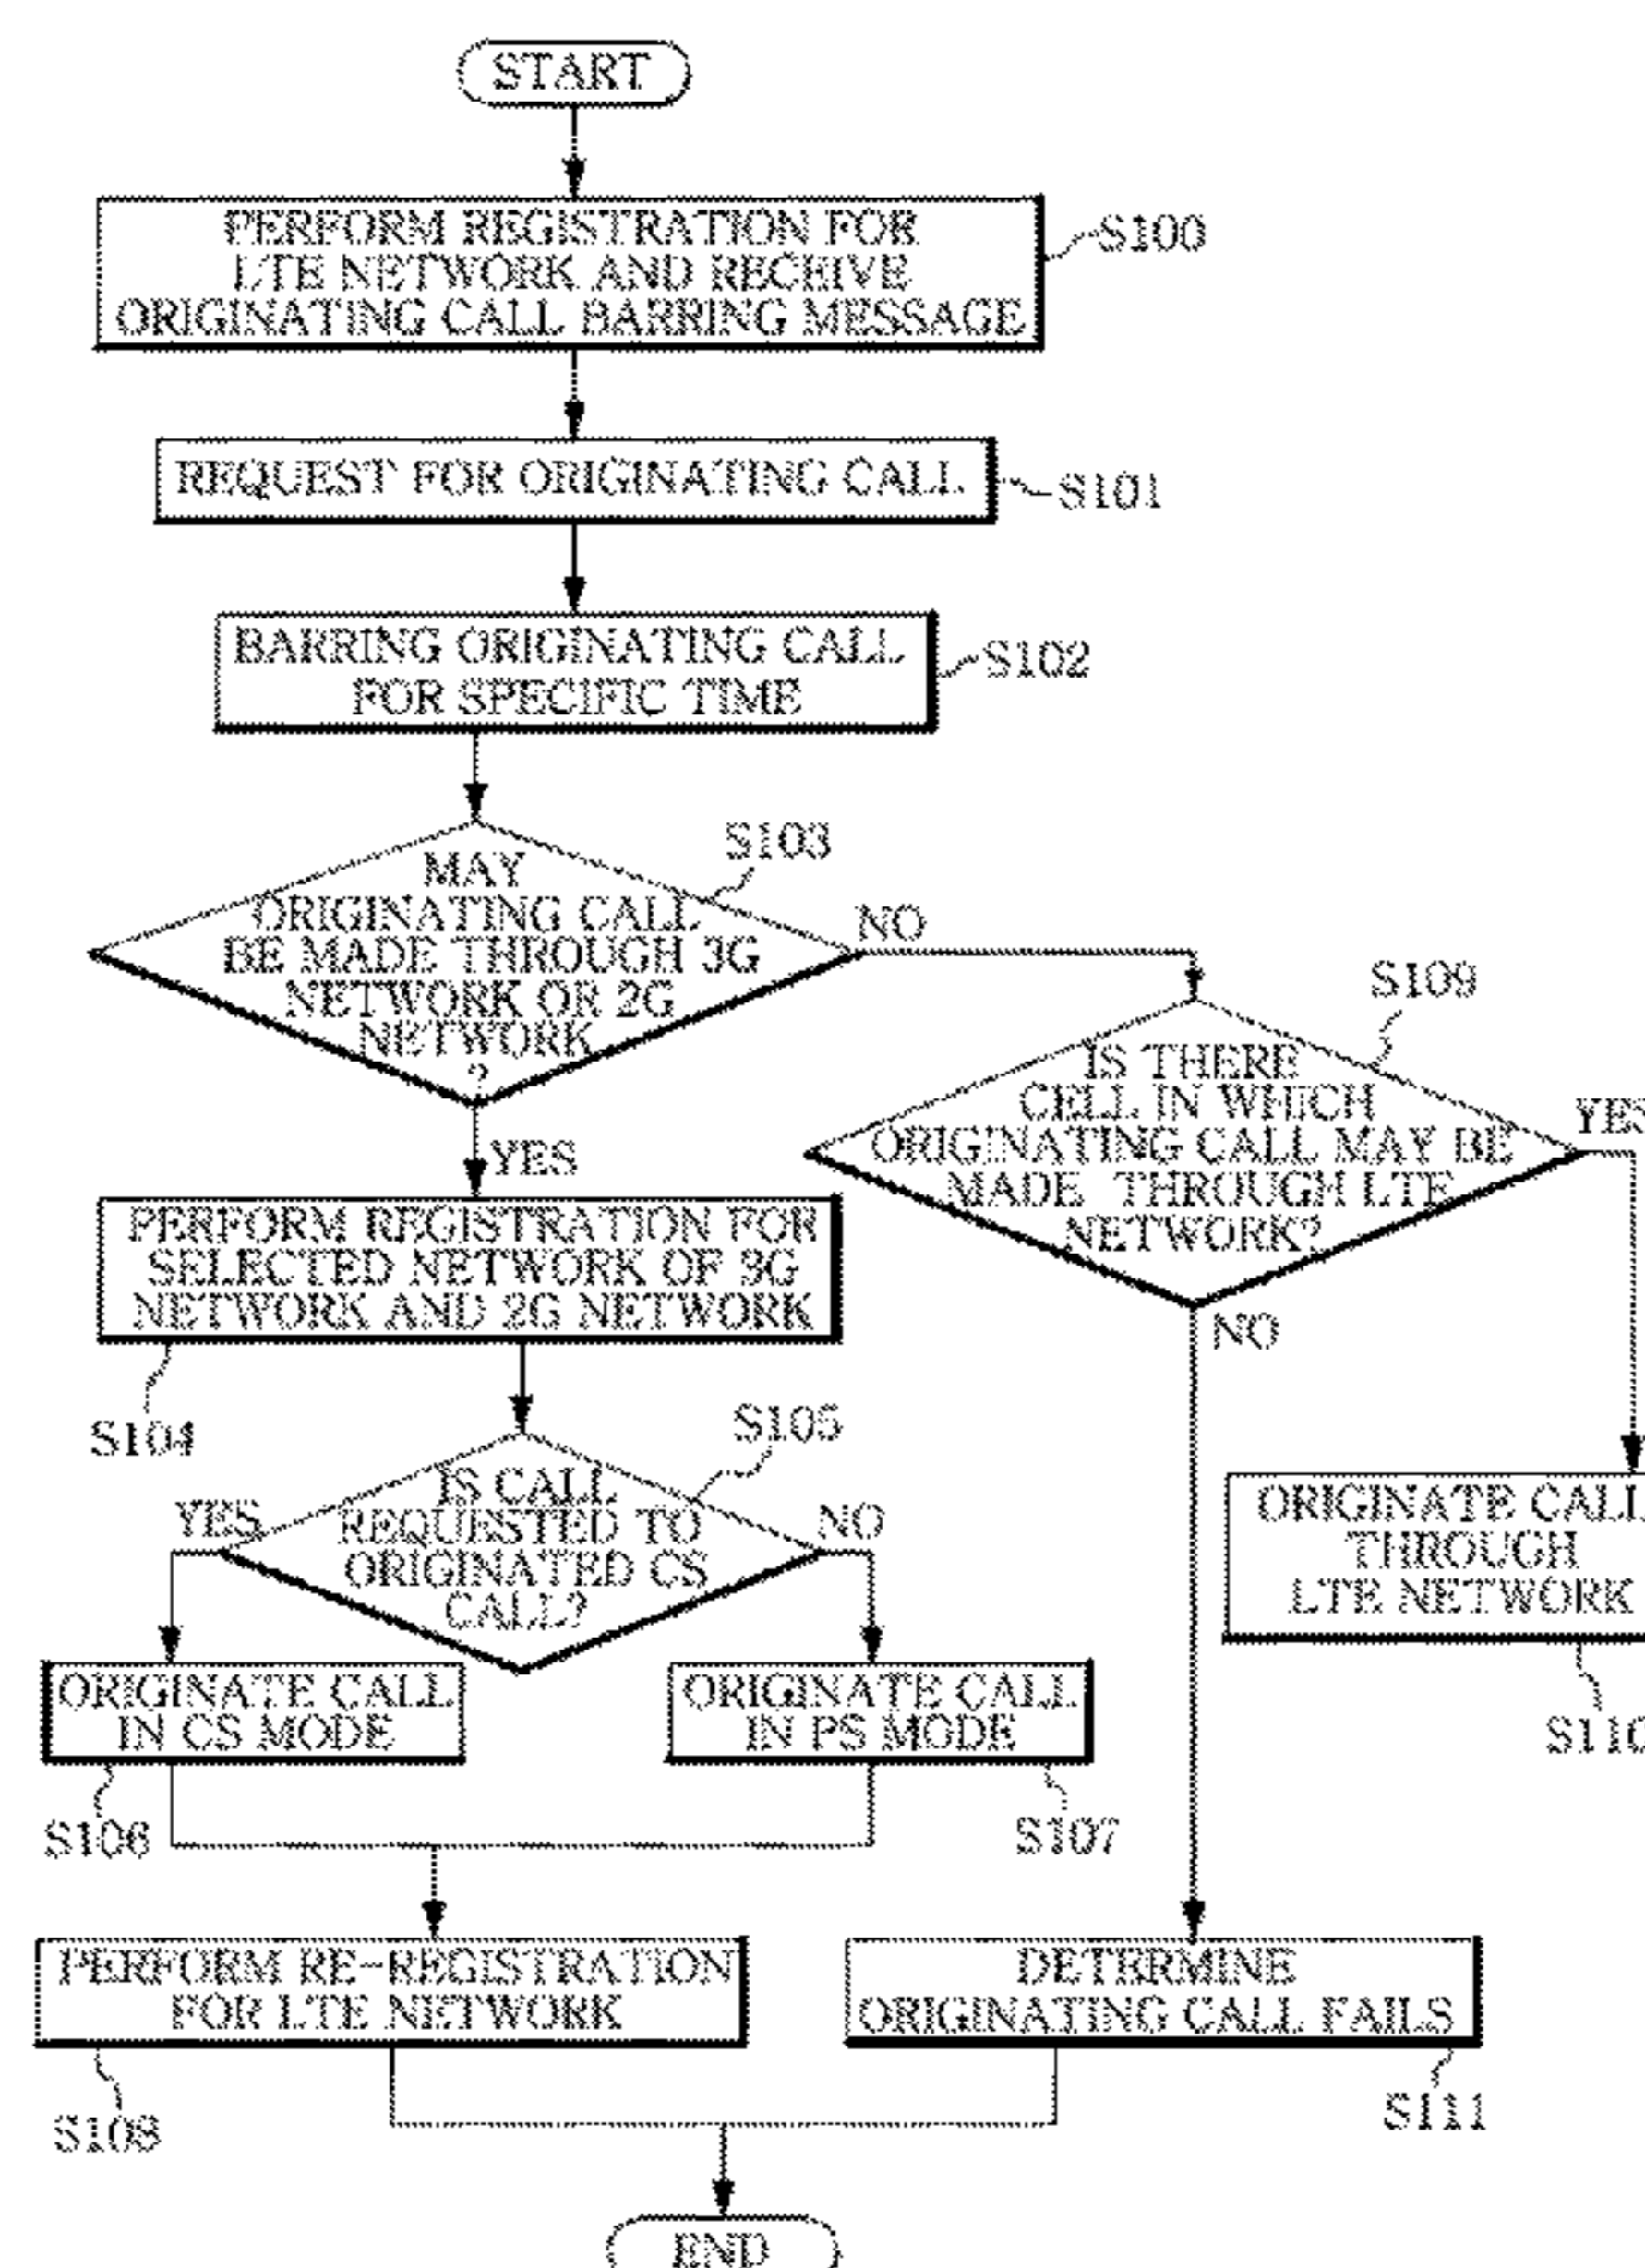 START
PERFORM REGISTRATION FOR
LTE NETWORK AND RECEIVE
ORIGINATING CALL BARRING MESSAGE
S100
REQUEST FOR ORIGINATING CALL
S101
BARRING ORIGINATING CALL
FOR SPECIFIC TIME
S102
S103
MAY
ORIGINATING CALL
BE MADE THROUGH 3G
NETWORK OR 2G
NETWORK
?
NO
YES
S109
IS THERE
CELL IN WHICH
ORIGINATING CALL MAY BE
MADE THROUGH LTE
NETWORK?
YES
NO
PERFORM REGISTRATION FOR
SELECTED NETWORK OF 3G
NETWORK AND 2G NETWORK
S104
S105
IS CALL
REQUESTED TO
ORIGINATED CS
CALL?
YES
NO
ORIGINATE CALL
THROUGH
LTE NETWORK
S110
ORIGINATE CALL
IN CS MODE
S106
ORIGINATE CALL
IN PS MODE
S107
PERFORM RE-REGISTRATION
FOR LTE NETWORK
S108
DETERMINE
ORIGINATING CALL FAILS
S111
END